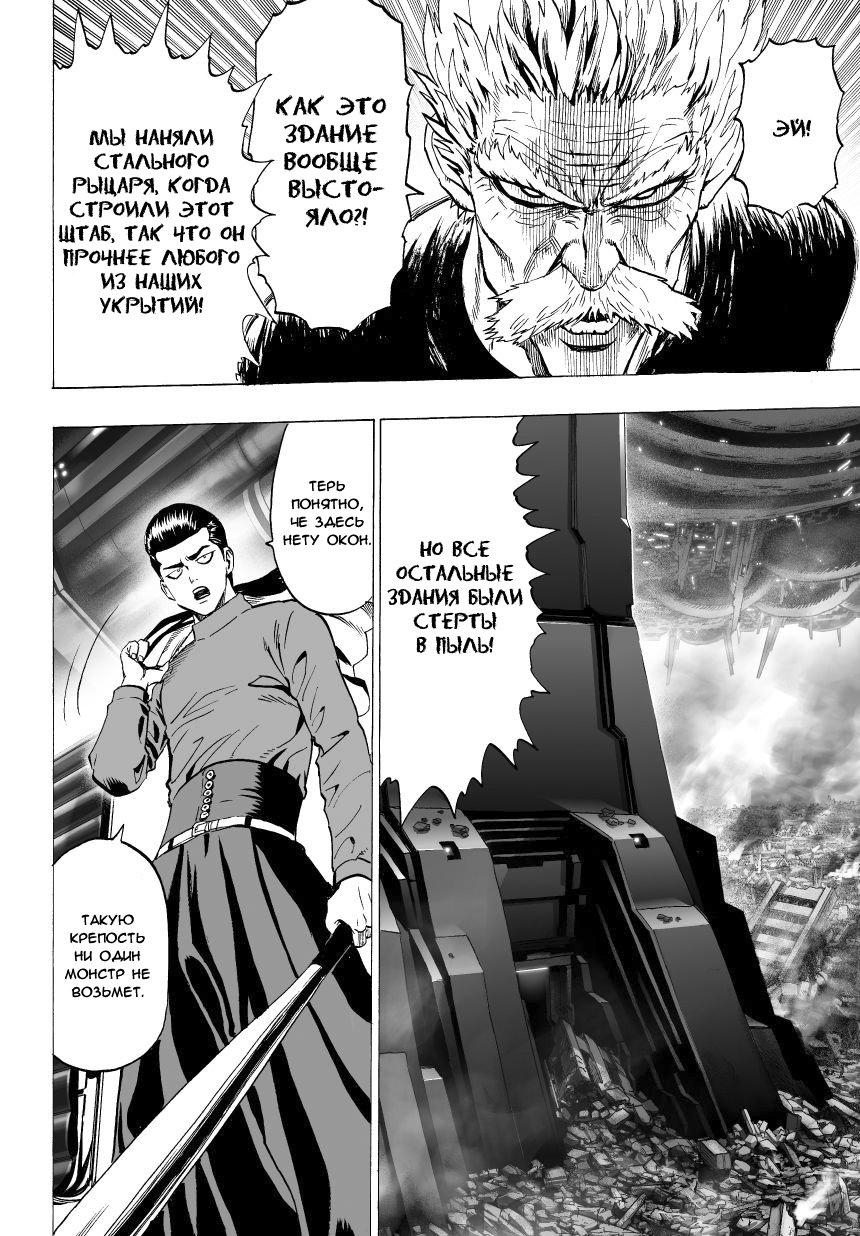 ЭЙ!
КАК ЭТО
ЗДАНИЕ
ВООБЩЕ
ВЫСТО-
ЯЛО?!
МЫ НАНЯЛИ
СТАЛЬНОГО
РЫЦАРЯ, КОГДА
СТРОИЛИ ЭТОТ
ШТАБ, ТАК ЧТО ОН
ПРОЧНЕЕ ЛЮБОГО
ИЗ НАШИХ
УКРЫТИЙ!
НО ВСЕ
ОСТАЛЬНЫЕ
ЗДАНИЯ БЫЛИ
СТЕРТЫ
В ПЫЛЬ!
ТЕРЬ
ПОНЯТНО,
ЧЕ ЗДЕСЬ
НЕТУ ОКОН.
ТАКУЮ
КРЕПОСТЬ
НИ ОДИН
МОНСТР НЕ
ВОЗЬМЕТ.